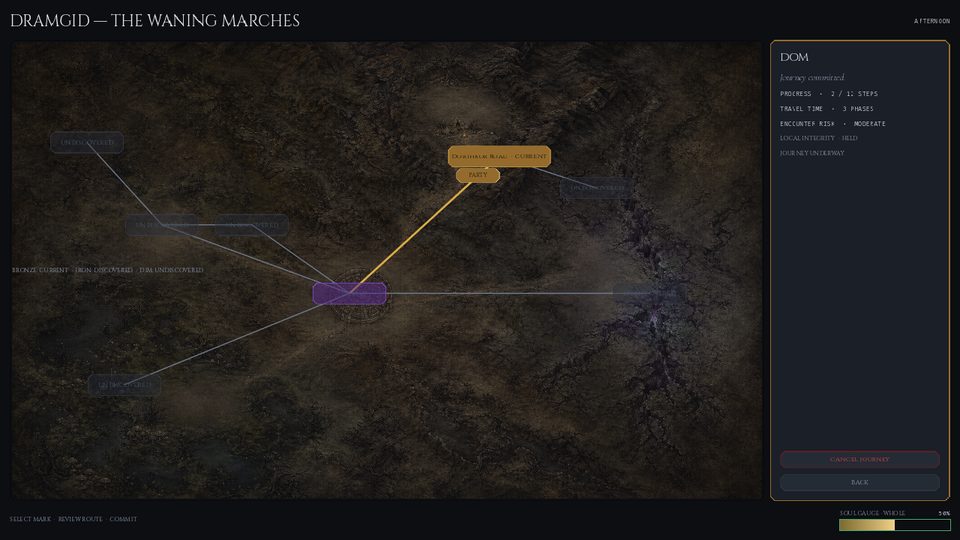 DRAMGID — THE WANING MARCHES
AFTERNOON
DOM
Journey committed
PROGRESS · 2 / 12 STEPS
TRAVEL TIME · 3 PHASES
ENCOUNTER RISK · MODERATE
LOCAL INTEGRITY · HELD
JOURNEY UNDERWAY
UNDISCOVERED
ROAD · CURRENT
PARTY
UNDISCOVERED
UNDISCOVERED
UNDISCOVERED
BRONZE: CURRENT · IRON: DISCOVERED · DIM: UNDISCOVERED
UNDISCOVERED
CANCEL JOURNEY
BACK
SELECT MARK · REVIEW ROUTE · COMMIT
SOUL GAUGE · WHOLE
50%